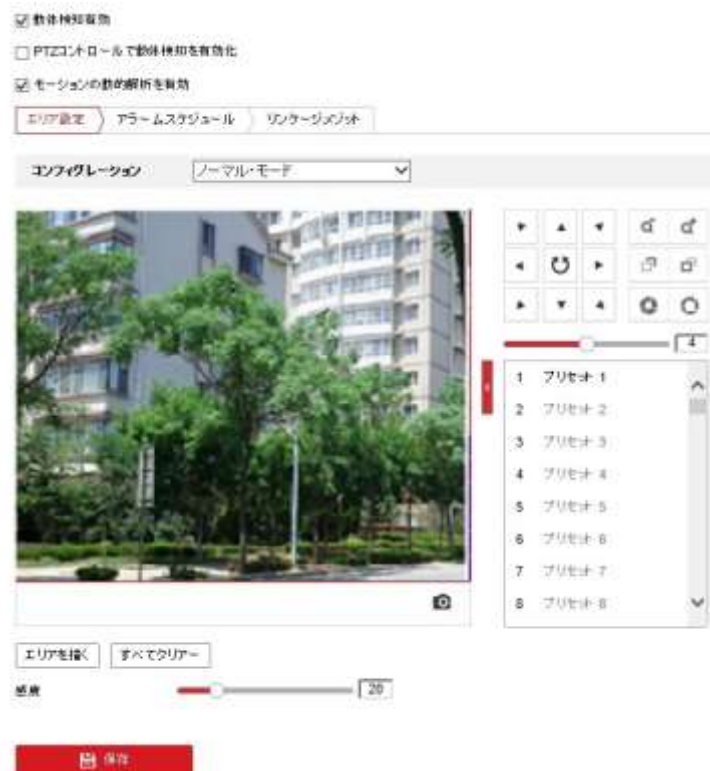 動体検知有効
PTZコントロールで動体検知を有効化
モーションの動的解析を有効
エリア設定 アラームスケジュール リンケージメソット
コンフィグレーション ノーマル・モード
4
1 プリセット 1
2 プリセット 2
3 プリセット 3
4 プリセット 4
5 プリセット 5
6 プリセット 6
7 プリセット 7
8 プリセット 8
エリアを描く すべてクリアー
感度 20
保存